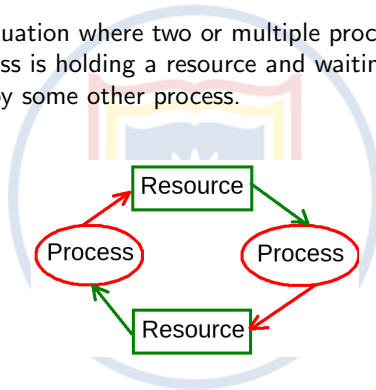 uation where two or multiple proc
ss is holding a resource and waitin
by some other process.
Resource
Process
Process
Resource